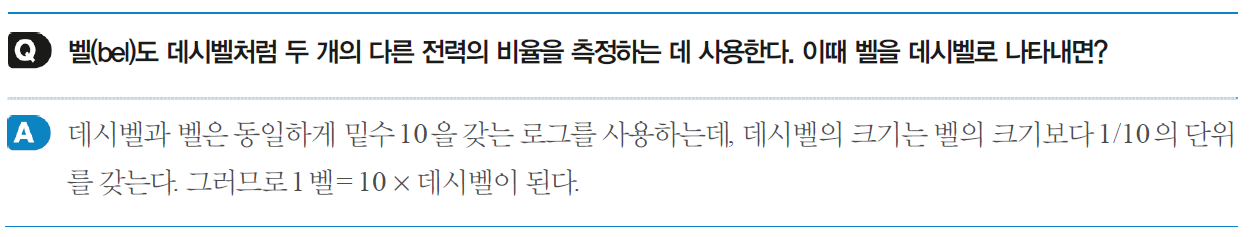 Q 벨(bel)도 데시벨처럼 두 개의 다른 전력의 비율을 측정하는 데 사용한다. 이때 벨을 데시벨로 나타내면?
A 데시벨과 벨은 동일하게 밑수 10을 갖는 로그를 사용하는데, 데시벨의 크기는 벨의 크기보다 1/10의 단위
를 갖는다. 그러므로 1벨=10 × 데시벨이 된다.